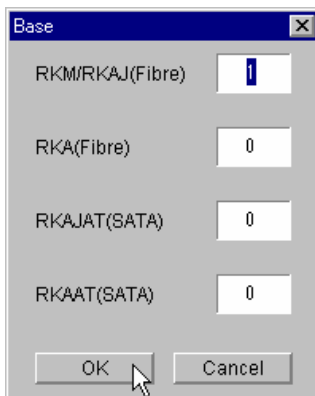 Base
RKM/RKAJ(Fibre) 1
RKA(Fibre) 0
RKAJAT(SATA) 0
RKAAT(SATA) 0
OK Cancel